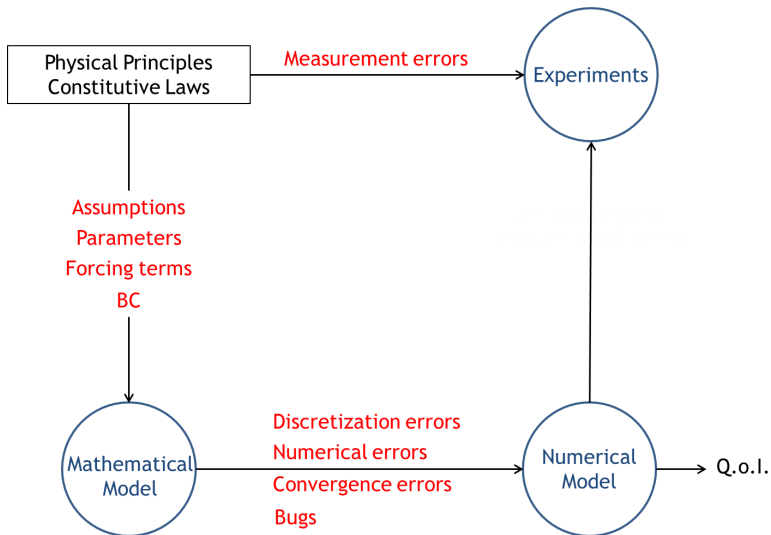 Physical Principles
Constitutive Laws
Measurement errors
Experiments
Assumptions
Parameters
Forcing terms
BC
Mathematical
Model
Discretization errors
Numerical errors
Convergence errors
Bugs
Numerical
Model
Q.o.I.